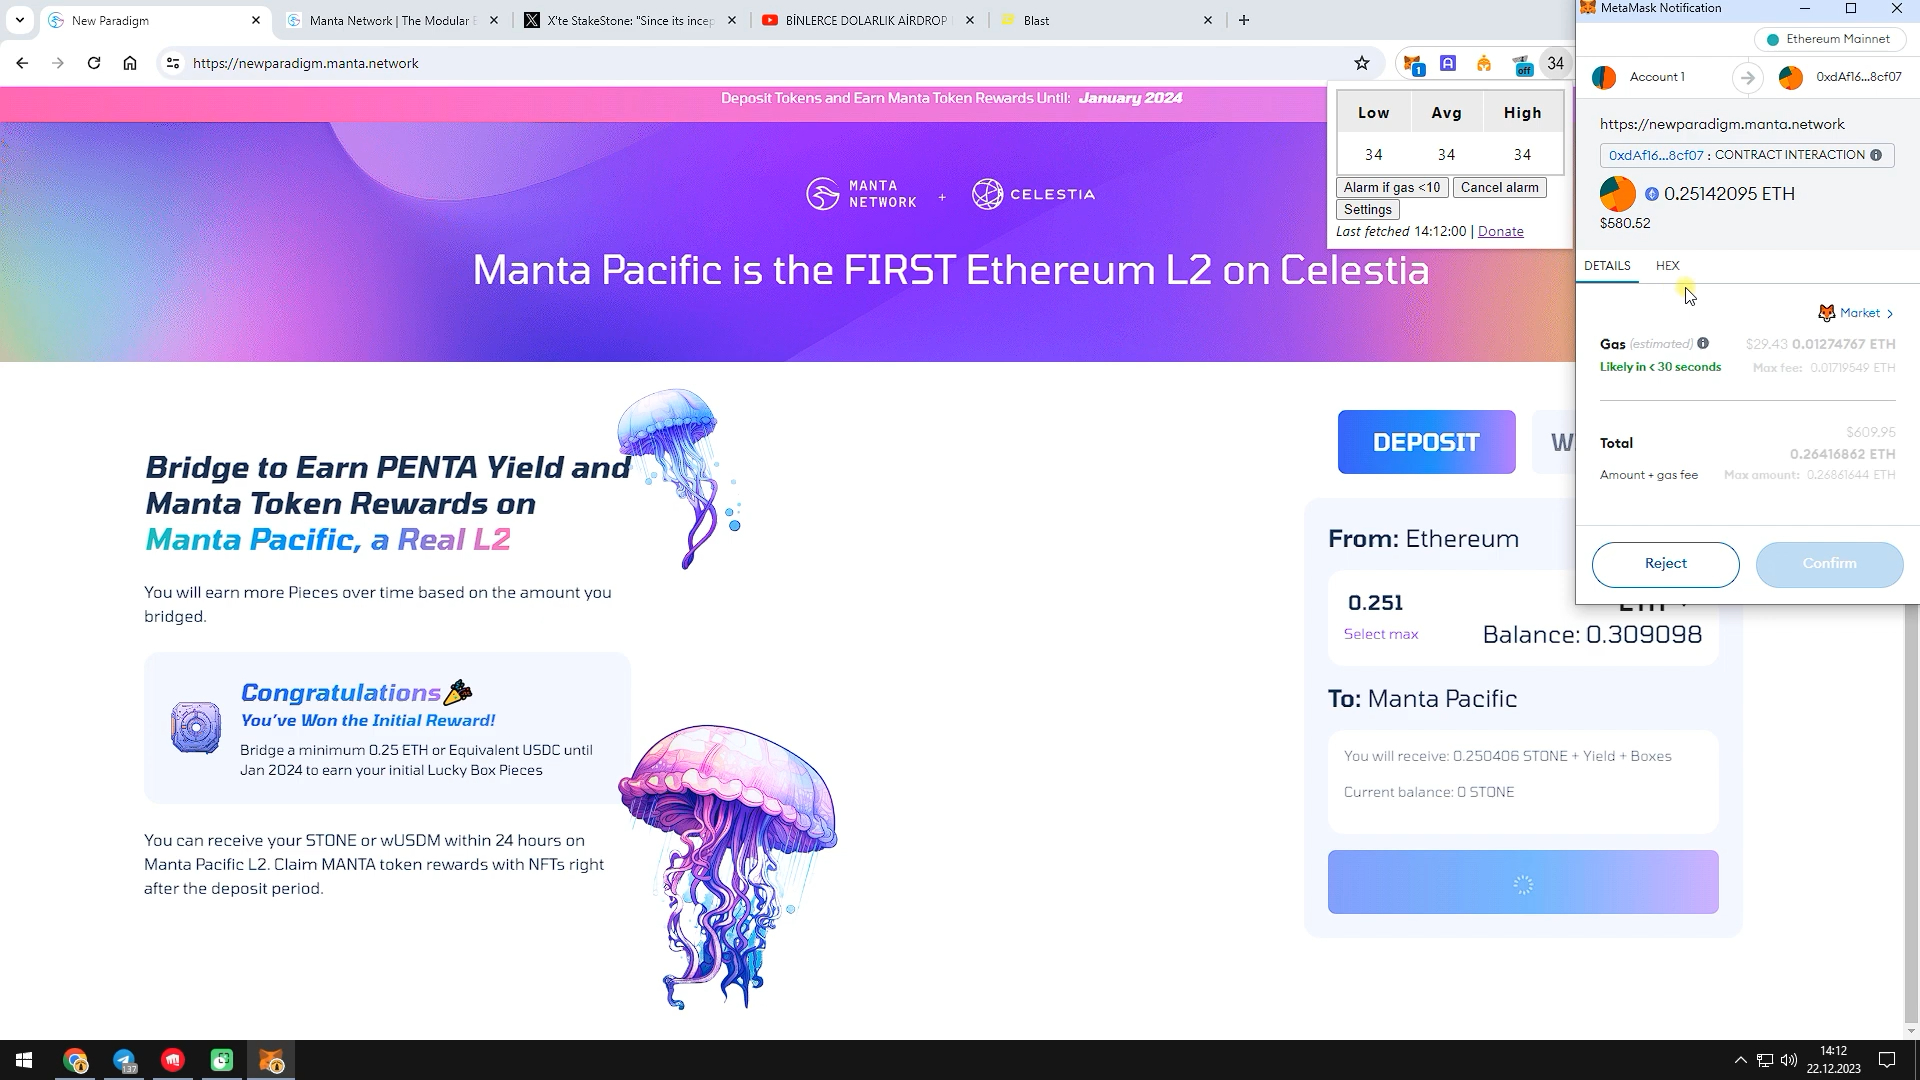 New Paradigm
Manta Network | The Modular E
X'te StakeStone: "Since its incep
BİNLERCE DOLARLIK AİRDROP
Blast
https://newparadigm.manta.network
1
off
34
Deposit Tokens and Earn Manta Token Rewards Until: January 2024
MANTA
NETWORK
+
CELESTIA
Manta Pacific is the FIRST Ethereum L2 on Celestia
Low Avg High
34 34 34
Alarm if gas <10 Cancel alarm
Settings
Last fetched 14:12:00 | Donate
MetaMask Notification
Ethereum Mainnet
Account 1
0xdAf16...8cf07
https://newparadigm.manta.network
0xdAf16...8cf07 : CONTRACT INTERACTION
0.25142095 ETH
$580.52
DETAILS HEX
Market >
Gas (estimated) $29.43 0.01274767 ETH
Likely in < 30 seconds Max fee: 0.01719549 ETH
$609.95
Total 0.26416862 ETH
Amount + gas fee Max amount: 0.26861644 ETH
Reject Confirm
Bridge to Earn PENTA Yield and
Manta Token Rewards on
Manta Pacific, a Real L2
You will earn more Pieces over time based on the amount you
bridged.
Congratulations
You've Won the Initial Reward!
Bridge a minimum 0.25 ETH or Equivalent USDC until
Jan 2024 to earn your initial Lucky Box Pieces
You can receive your STONE or wUSDM within 24 hours on
Manta Pacific L2. Claim MANTA token rewards with NFTs right
after the deposit period.
DEPOSIT
W
From: Ethereum
0.251
ETH
Select max Balance: 0.309098
To: Manta Pacific
You will receive: 0.250406 STONE + Yield + Boxes
Current balance: 0 STONE
137
14:12
22.12.2023